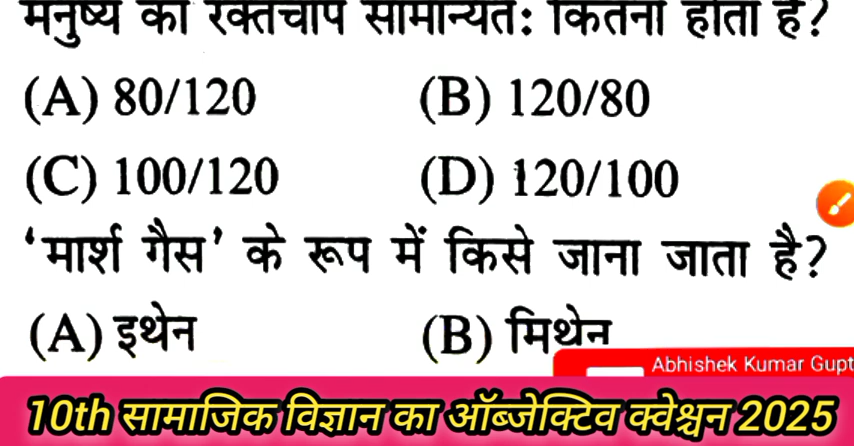 मनुष्य का रक्तचाप सामान्यत: कितना होता है?
(A) 80/120 (B) 120/80
(C) 100/120 (D) 120/100
‘मार्श गैस’ के रूप में किसे जाना जाता है?
(A) इथेन (B) मिथेन
Abhishek Kumar Gupt
10th सामाजिक विज्ञान का ऑब्जेक्टिव क्वेश्चन 2025